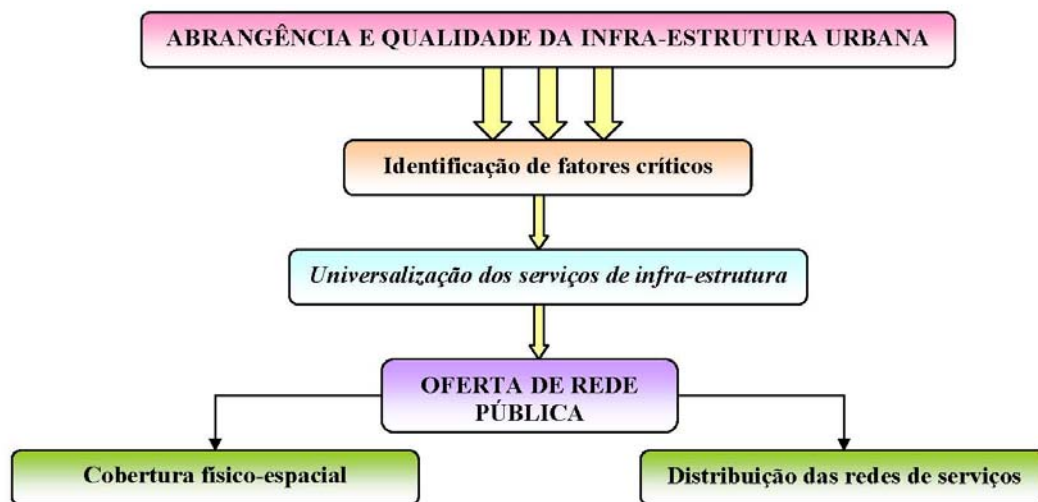 ABRANGÊNCIA E QUALIDADE DA INFRA-ESTRUTURA URBANA
Identificação de fatores críticos
Universalização dos serviços de infra-estrutura
OFERTA DE REDE
PÚBLICA
Cobertura físico-espacial
Distribuição das redes de serviços